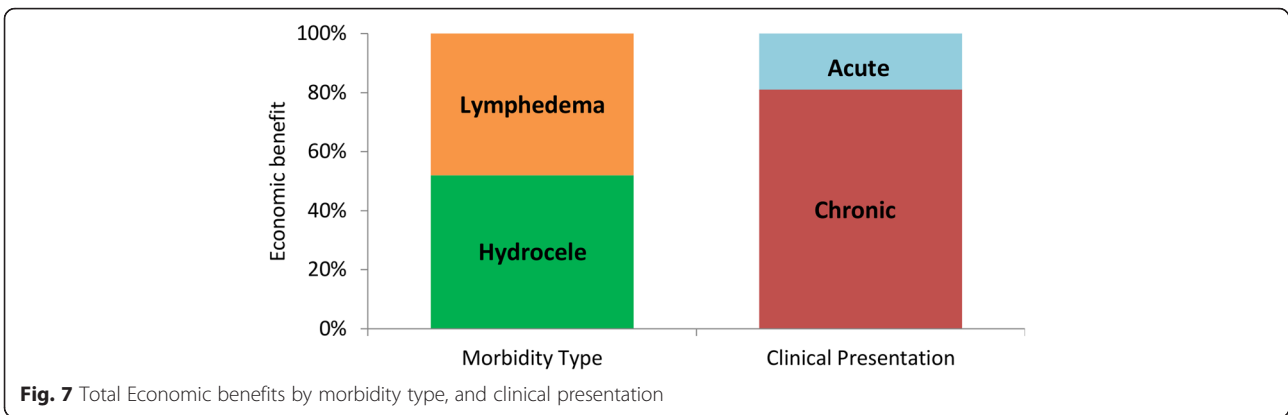 100%
80%
60%
40%
20%
0%
Economic benefit
Lymphedema
Hydrocele
Acute
Chronic
Morbidity Type
Clinical Presentation
Fig. 7 Total Economic benefits by morbidity type, and clinical presentation